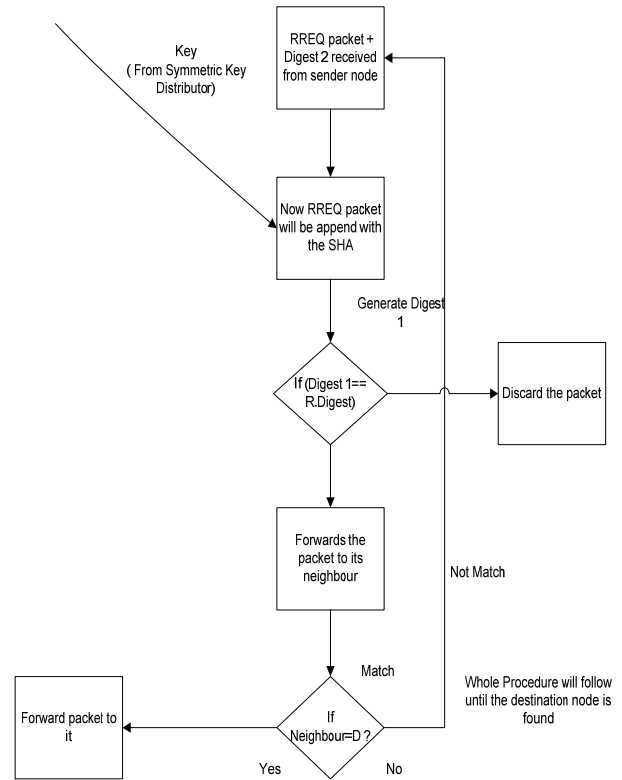 RREQ packet +
Digest 2 received
from sender node
Key
( From Symmetric Key
Distributor)
Now RREQ packet
will be append with
the SHA
Generate Digest
1
If (Digest 1==
R.Digest)
Discard the packet
Forwards the
packet to its
neighbour
Not Match
Match
Whole Procedure will follow
until the destination node is
found
Forward packet to
it
If
Neighbour=D ?
Yes
No